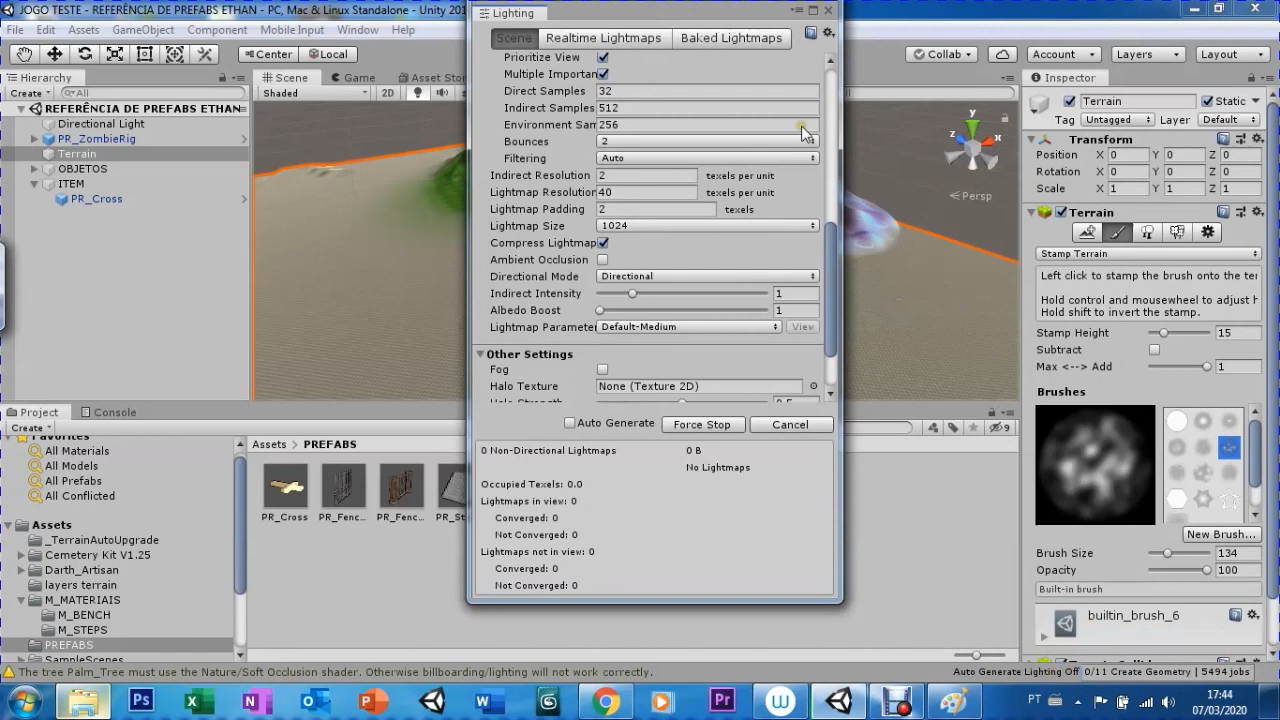 JOGO TESTE - REFERÊNCIA DE PREFABS ETHAN - PC, Mac & Linux Standalone - Unity 201
File Edit Assets GameObject Component Mobile Input Window Help
Center Local
Collab Account Layers Layout
Hierarchy
Create All
REFERÊNCIA DE PREFABS ETHAN
Directional Light
PR_ZombieRig
Terrain
OBJETOS
ITEM
PR_Cross
Scene Game Asset Stor
Shaded 2D
Persp
Lighting
Scene Realtime Lightmaps Baked Lightmaps
Prioritize View
Multiple Importan
Direct Samples 32
Indirect Samples 512
Environment Sam 256
Bounces 2
Filtering Auto
Indirect Resolution 2 texels per unit
Lightmap Resolution 40 texels per unit
Lightmap Padding 2 texels
Lightmap Size 1024
Compress Lightmap
Ambient Occlusion
Directional Mode Directional
Indirect Intensity 1
Albedo Boost 1
Lightmap Parameter Default-Medium View
Other Settings
Fog
Halo Texture None (Texture 2D)
Auto Generate Force Stop Cancel
0 Non-Directional Lightmaps 0 B
No Lightmaps
Occupied Texels: 0.0
Lightmaps in view: 0
Converged: 0
Not Converged: 0
Lightmaps not in view: 0
Converged: 0
Not Converged: 0
Inspector
Terrain Static
Tag Untagged Layer Default
Transform
Position X 0 Y 0 Z 0
Rotation X 0 Y 0 Z 0
Scale X 1 Y 1 Z 1
Terrain
Stamp Terrain
Left click to stamp the brush onto the ter
Hold control and mousewheel to adjust h
Hold shift to invert the stamp.
Stamp Height 15
Subtract
Max <--> Add 1
Brushes
New Brush...
Brush Size 134
Opacity 100
Built-in brush
builtin_brush_6
Project Console
Create
Favorites
All Materials
All Models
All Prefabs
All Conflicted
Assets
_TerrainAutoUpgrade
Cemetery Kit V1.25
Darth_Artisan
layers terrain
M_MATERIAIS
M_BENCH
M_STEPS
PREFABS
SampleScenes
Assets PREFABS
9
PR_Cross PR_Fenc... PR_Fenc... PR_St
The tree Palm_Tree must use the Nature/Soft Occlusion shader. Otherwise billboarding/lighting will not work correctly.
Auto Generate Lighting Off 0/11 Create Geometry | 5494 jobs
Ps Pr
PT
17:44
07/03/2020